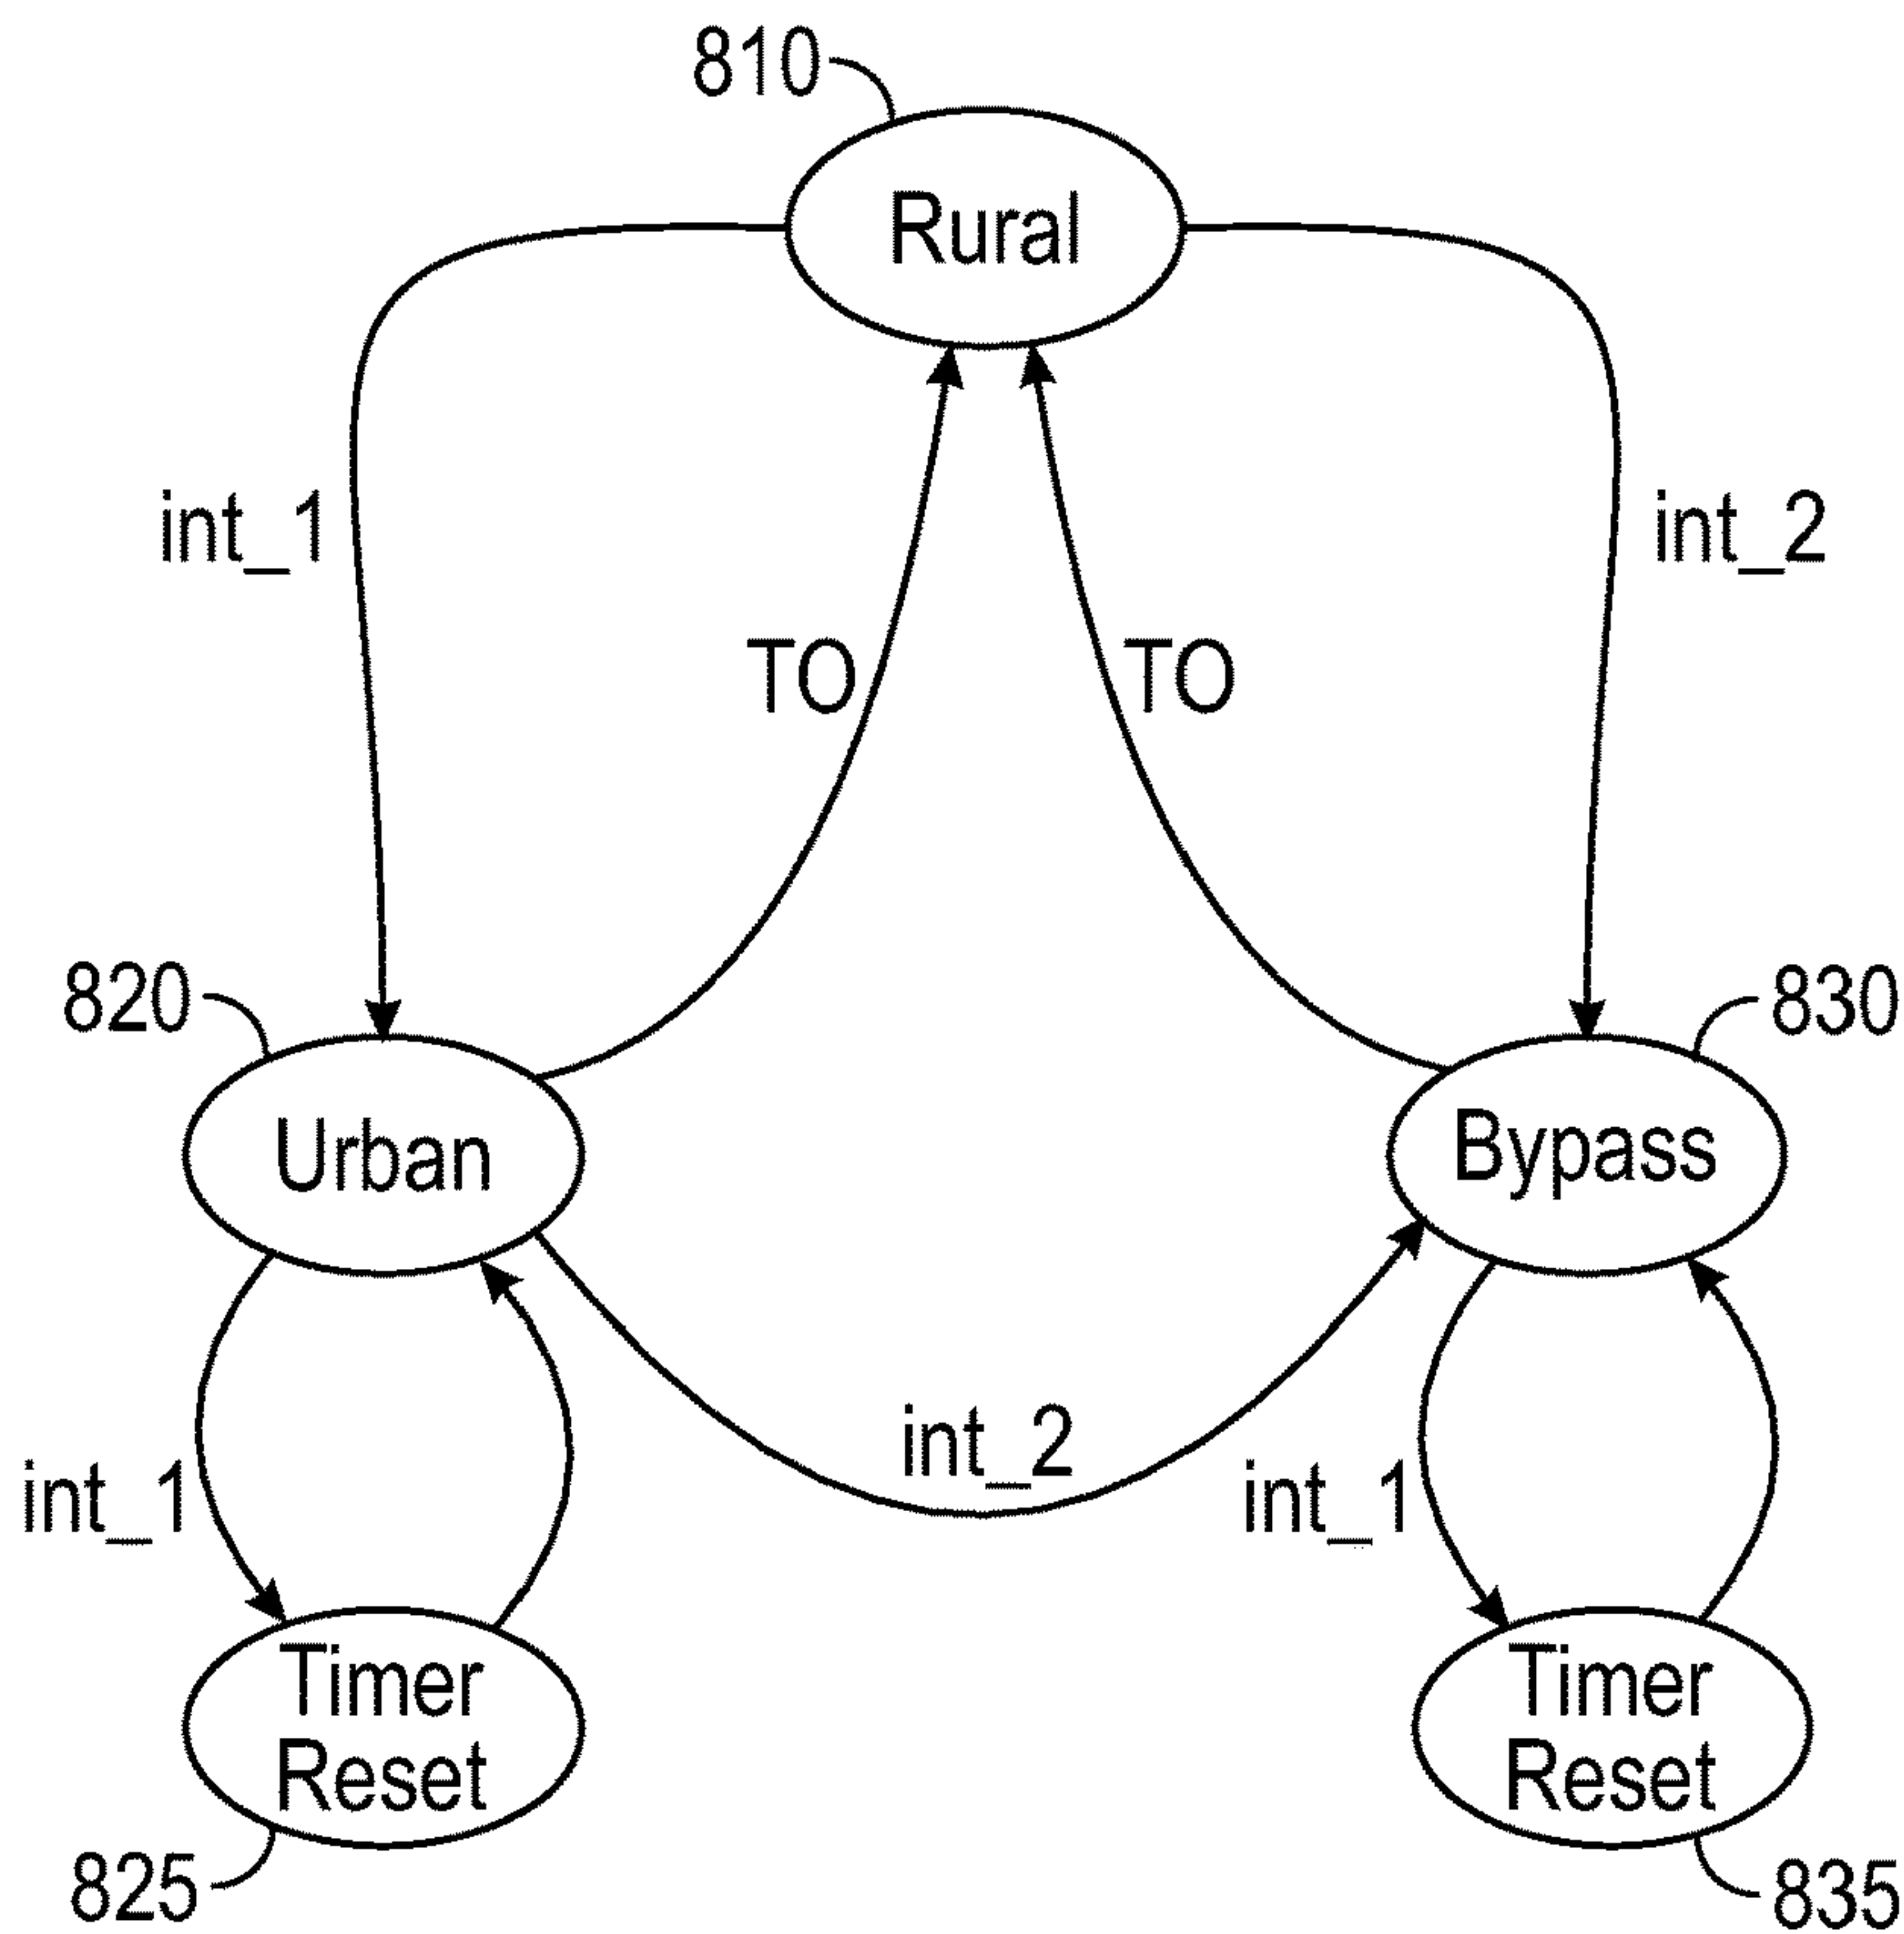 810
Rural
int_1
int_2
TO
TO
820
830
Urban
Bypass
int_2
int_1
int_1
Timer
Reset
Timer
Reset
825
835